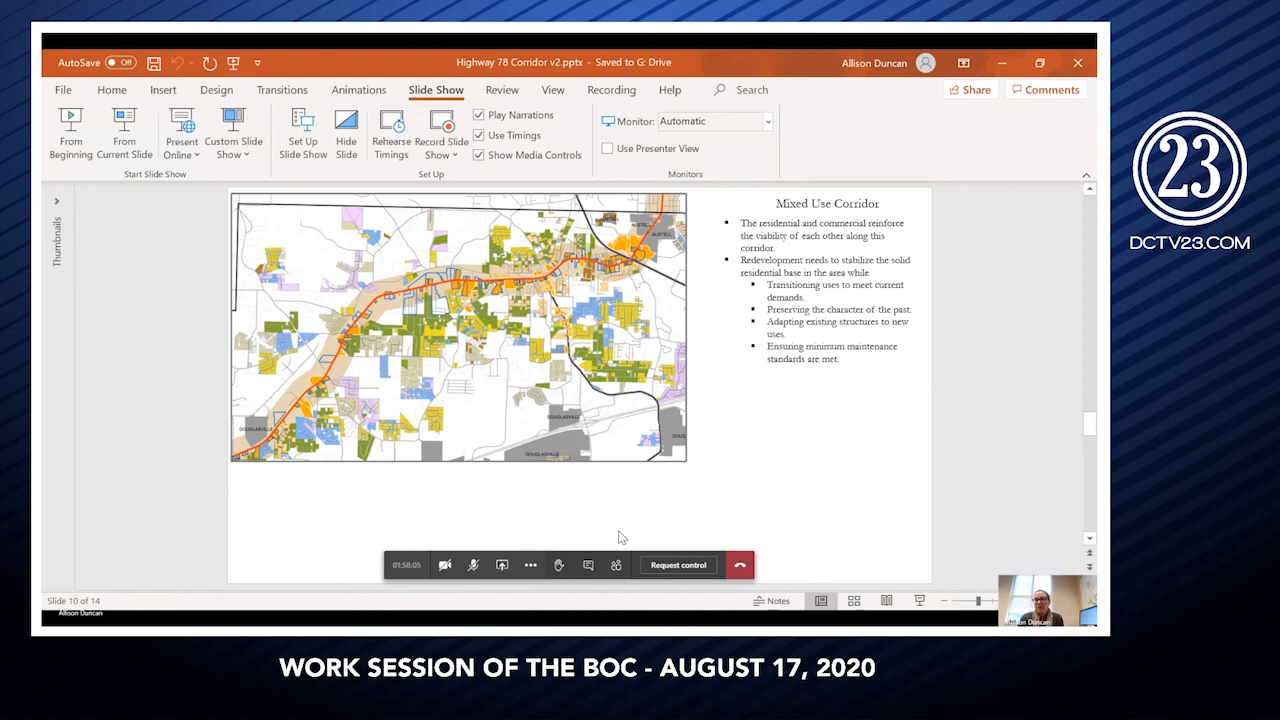 AutoSave Off
Highway 78 Corridor v2.pptx - Saved to G: Drive
Allison Duncan
File Home Insert Design Transitions Animations Slide Show Review View Recording Help Search
Share Comments
From Beginning
From Current Slide
Present Online
Custom Slide Show
Start Slide Show
Set Up Slide Show
Hide Slide
Rehearse Timings
Record Slide Show
Play Narrations
Use Timings
Show Media Controls
Set Up
Monitor: Automatic
Use Presenter View
Monitors
Thumbnails
AUSTELL
AUSTELL
AUSTELL
DOUGLASVILLE
DOUGLASVILLE
DOUGLASVILLE
DOUG
Mixed Use Corridor
The residential and commercial reinforce
the viability of each other along this
corridor.
Redevelopment needs to stabilize the solid
residential base in the area while
Transitioning uses to meet current
demands.
Preserving the character of the past.
Adapting existing structures to new
uses.
Ensuring minimum maintenance
standards are met.
01:58:05
Request control
Slide 10 of 14
Notes
Allison Duncan
Allison Duncan
23
DCTV23.COM
WORK SESSION OF THE BOC - AUGUST 17, 2020